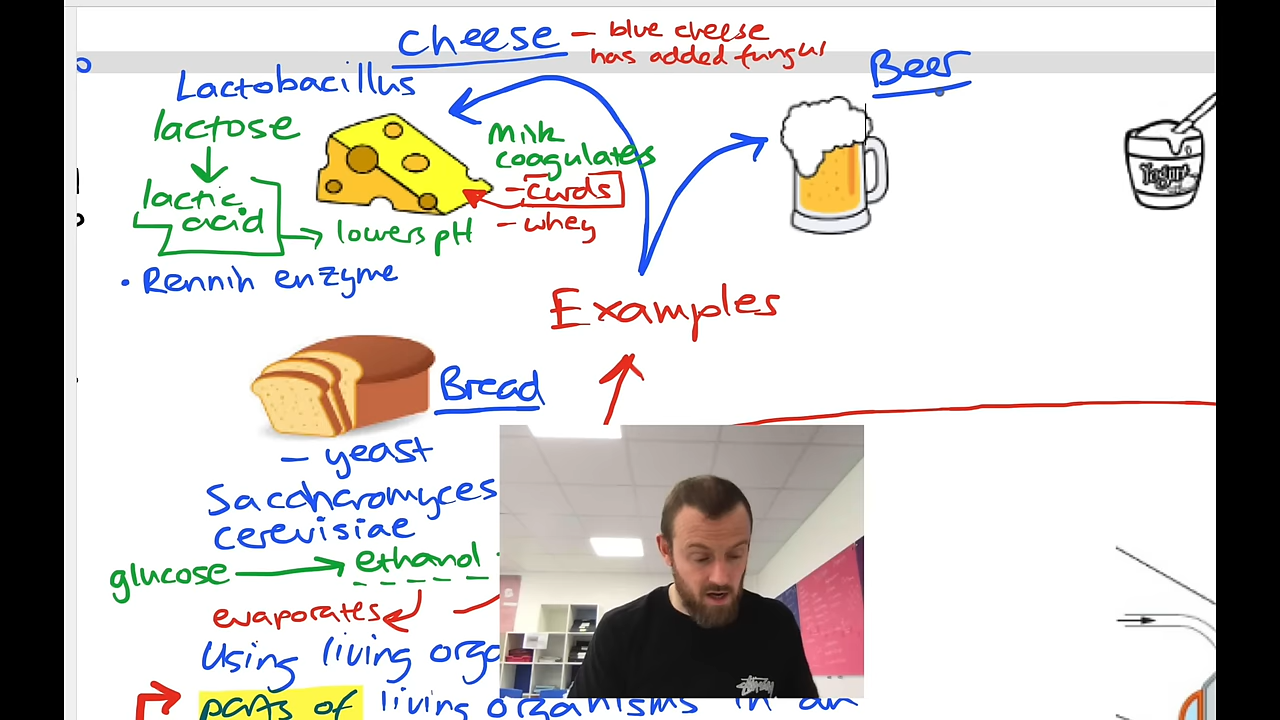 cheese - blue cheese
has added fungus
Beer
Lactobacillus
lactose
lactic
acid
lowers pH
Milk
coagulates
- curds
- whey
• Rennin enzyme
Yogurt
Examples
Bread
- yeast
Saccharomyces
cerevisiae
glucose → ethanol
evaporates
Using living orga
parts of living organisms in an